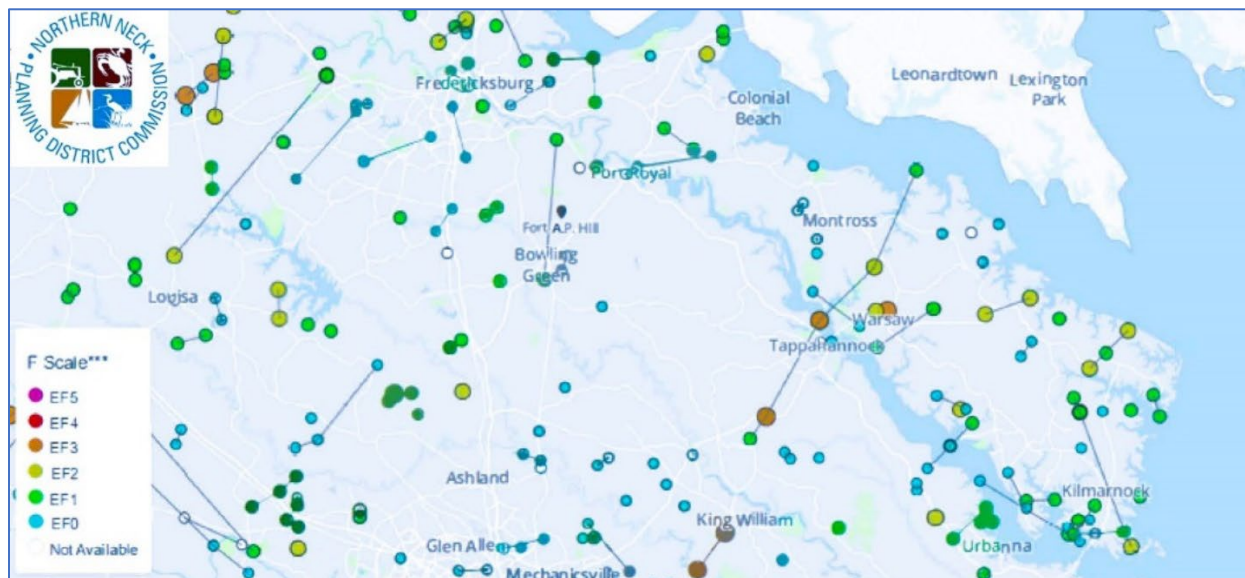 NORTHERN NECK
PLANNING DISTRICT COMMISSION
Fredericksburg
Leonardtown
Lexington
Park
Colonial
Beach
Port Royal
Montross
Fort A.P. Hill
Bowling
Green
Louisa
Warsaw
Tappahannock
F Scale***
EF5
EF4
EF3
EF2
EF1
EF0
Not Available
Ashland
Kilmarnock
King William
Urbanna
Glen Allen
Mechanicsville